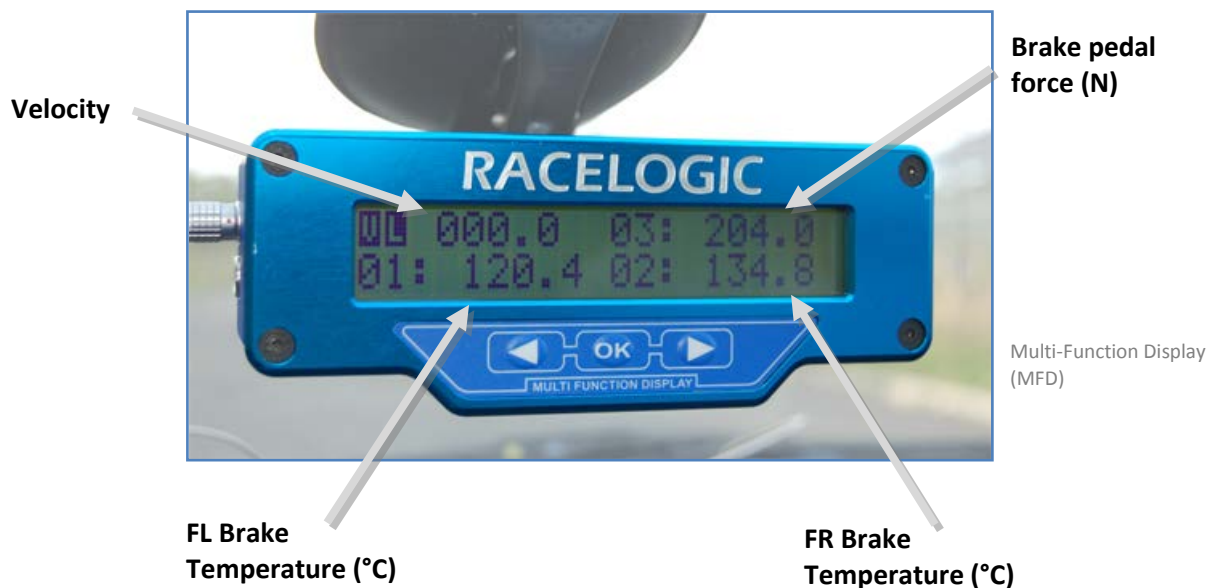 Brake pedal
force (N)
Velocity
RACELOGIC
VL 000.0 03: 204.0
01: 120.4 02: 134.8
OK
MULTI FUNCTION DISPLAY
Multi-Function Display
(MFD)
FL Brake
Temperature (°C)
FR Brake
Temperature (°C)